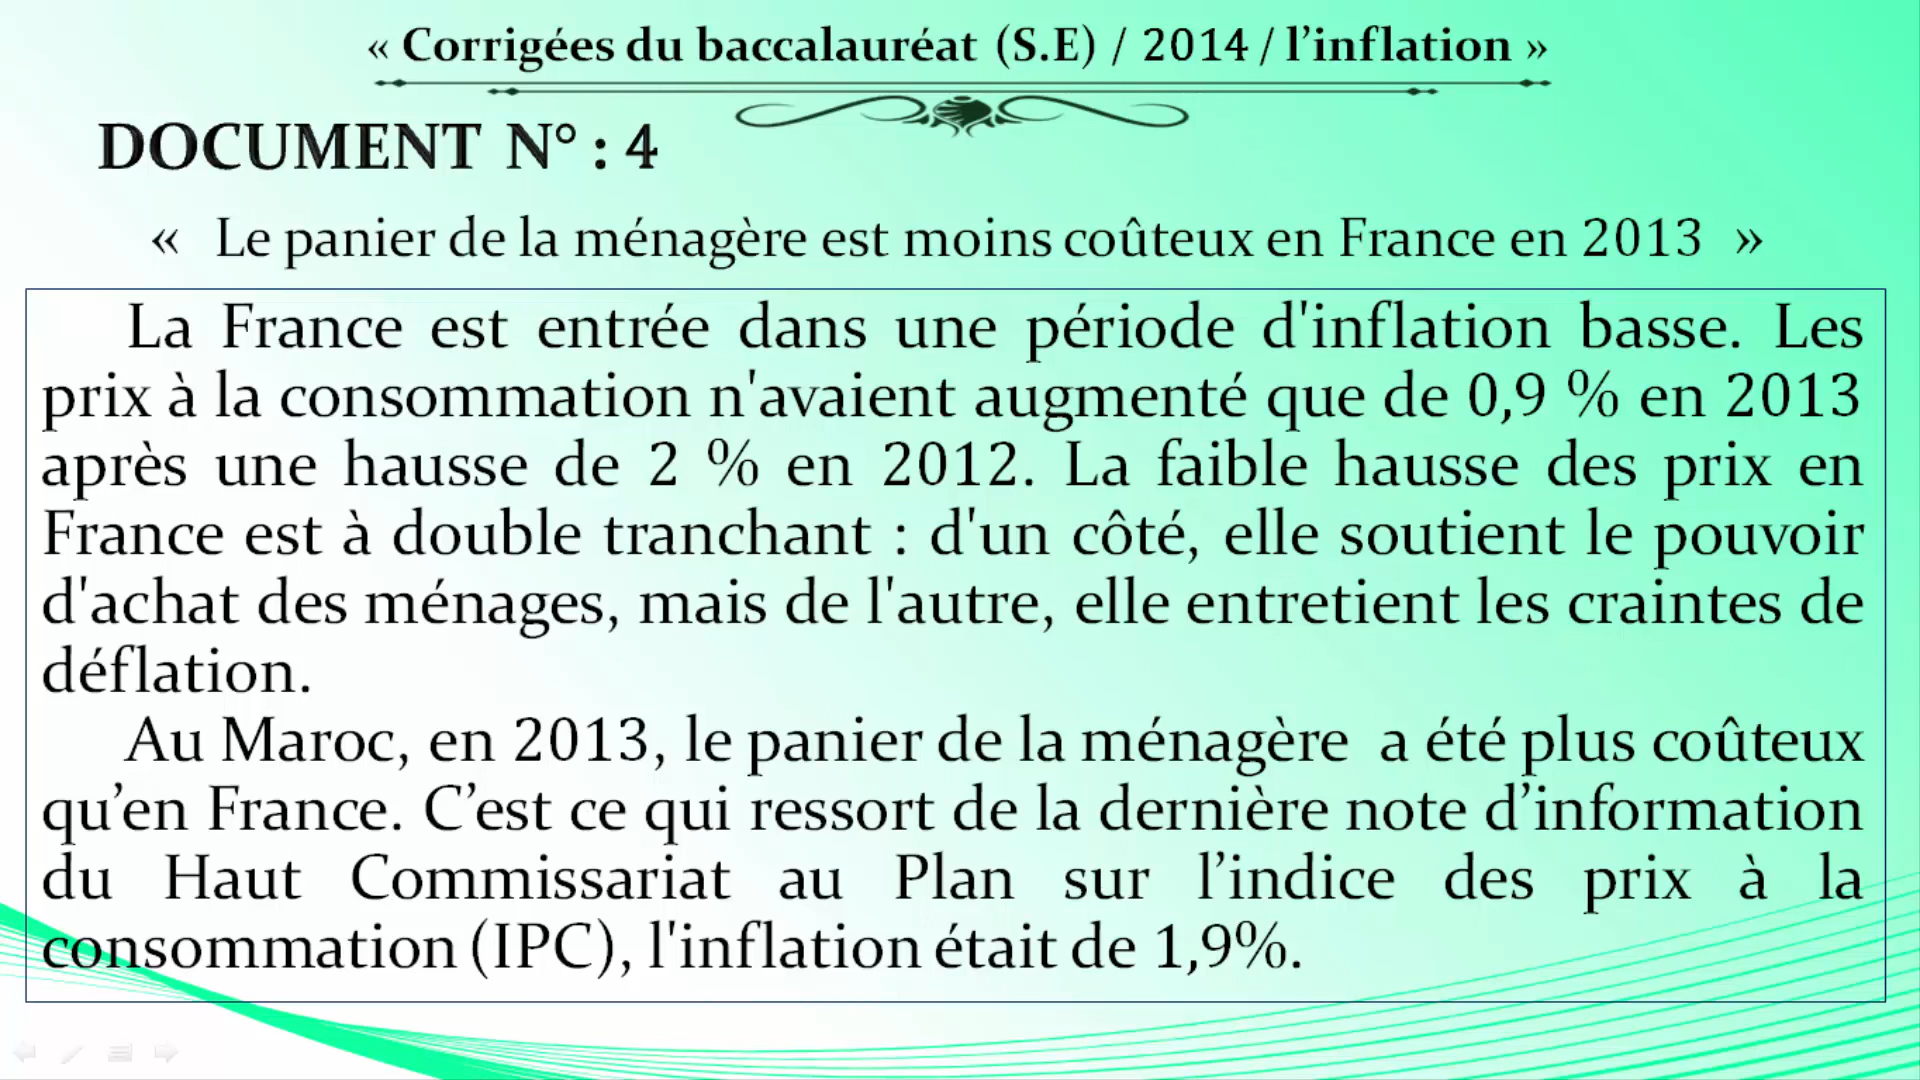 « Corrigées du baccalauréat (S.E) / 2014 / l’inflation »
DOCUMENT N° : 4
« Le panier de la ménagère est moins coûteux en France en 2013 »
La France est entrée dans une période d'inflation basse. Les
prix à la consommation n'avaient augmenté que de 0,9 % en 2013
après une hausse de 2 % en 2012. La faible hausse des prix en
France est à double tranchant : d'un côté, elle soutient le pouvoir
d'achat des ménages, mais de l'autre, elle entretient les craintes de
déflation.
Au Maroc, en 2013, le panier de la ménagère a été plus coûteux
qu’en France. C’est ce qui ressort de la dernière note d’information
du Haut Commissariat au Plan sur l’indice des prix à la
consommation (IPC), l'inflation était de 1,9%.